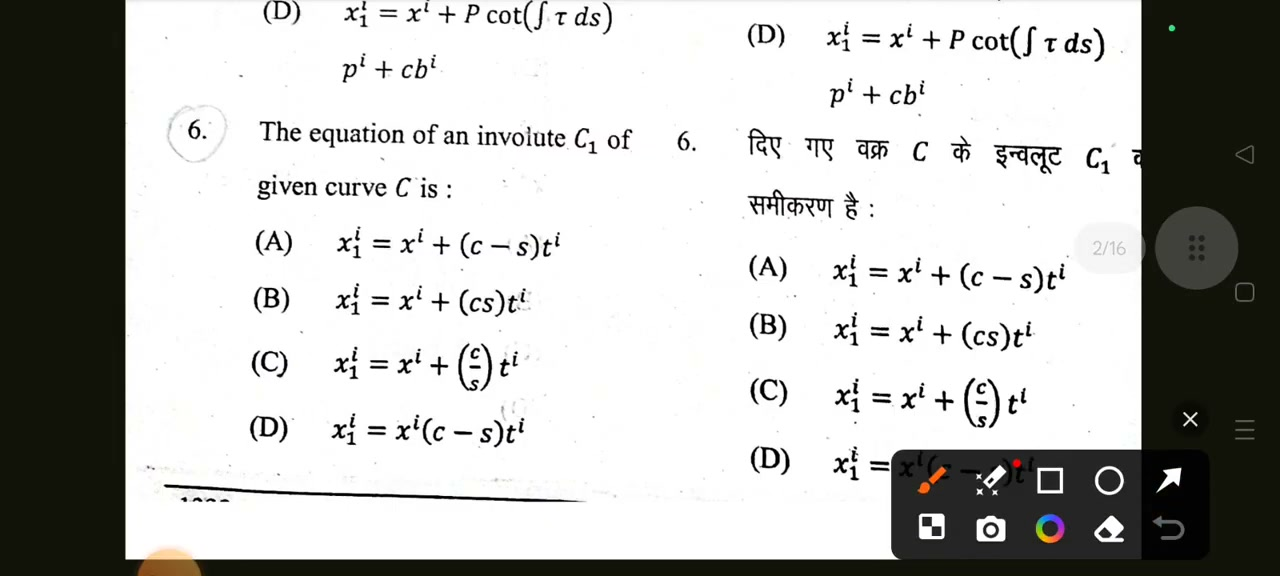 (D) x₁ⁱ = xⁱ + P cot(∫ τ ds)
pⁱ + cbⁱ
6. The equation of an involute C₁ of
given curve C is :
(A) x₁ⁱ = xⁱ + (c − s)tⁱ
(B) x₁ⁱ = xⁱ + (cs)tⁱ
(C) x₁ⁱ = xⁱ + (c/s) tⁱ
(D) x₁ⁱ = xⁱ(c − s)tⁱ
(D) x₁ⁱ = xⁱ + P cot(∫ τ ds)
pⁱ + cbⁱ
6. दिए गए वक्र C के इन्वलूट C₁
समीकरण है :
(A) x₁ⁱ = xⁱ + (c − s)tⁱ
(B) x₁ⁱ = xⁱ + (cs)tⁱ
(C) x₁ⁱ = xⁱ + (c/s) tⁱ
(D) x₁ⁱ = xⁱ(c − s)tⁱ
2/16